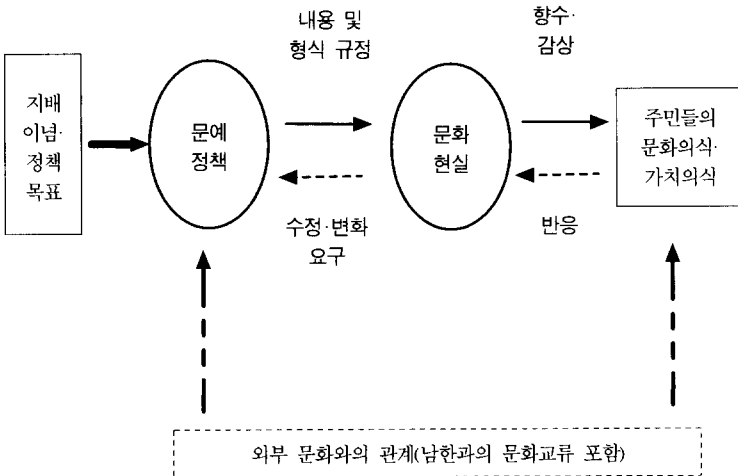 내용 및
형식 규정
향수·
감상
지배
이념·
정책
목표
문예
정책
문화
현실
주민들의
문화의식·
가치의식
수정·변화
요구
반응
외부 문화와의 관계(남한과의 문화교류 포함)